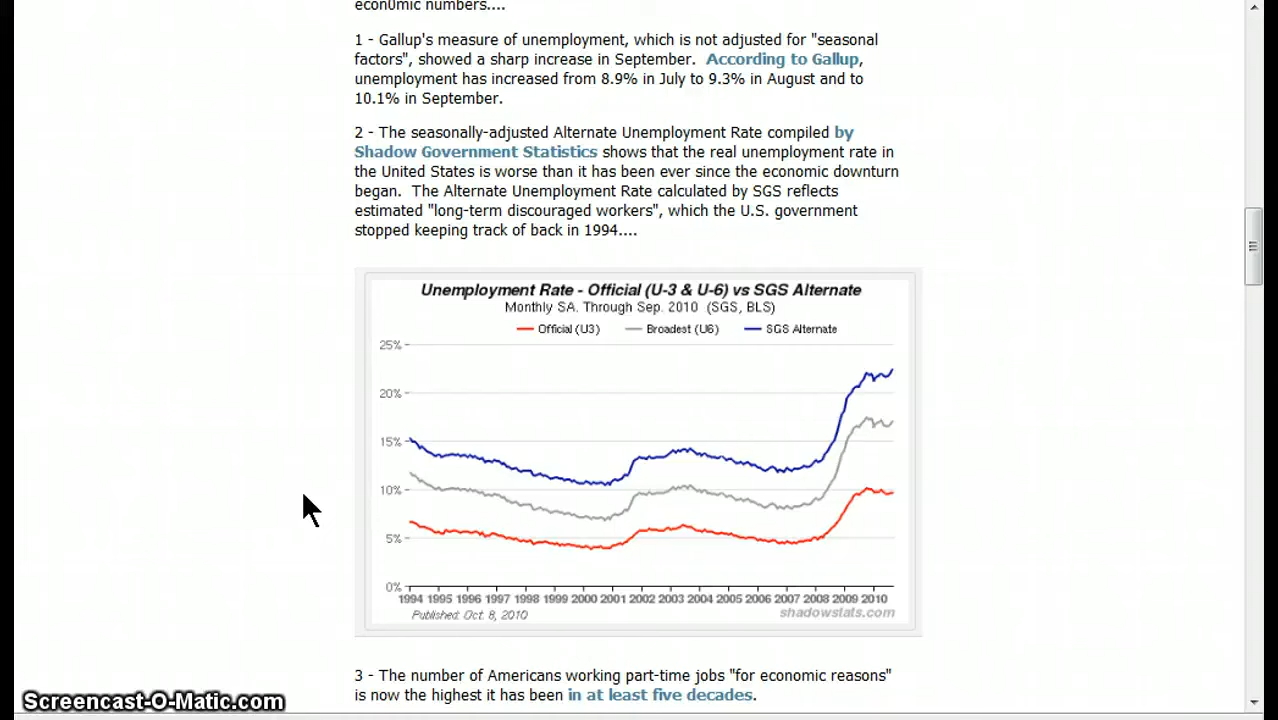 econ0mic numbers....
1 - Gallup's measure of unemployment, which is not adjusted for "seasonal
factors", showed a sharp increase in September.  According to Gallup,
unemployment has increased from 8.9% in July to 9.3% in August and to
10.1% in September.
2 - The seasonally-adjusted Alternate Unemployment Rate compiled by
Shadow Government Statistics shows that the real unemployment rate in
the United States is worse than it has been ever since the economic downturn
began.  The Alternate Unemployment Rate calculated by SGS reflects
estimated "long-term discouraged workers", which the U.S. government
stopped keeping track of back in 1994....
Unemployment Rate - Official (U-3 & U-6) vs SGS Alternate
Monthly SA. Through Sep. 2010 (SGS, BLS)
Official (U3) Broadest (U6) SGS Alternate
25%
20%
15%
10%
5%
0%
1994 1995 1996 1997 1998 1999 2000 2001 2002 2003 2004 2005 2006 2007 2008 2009 2010
Published: Oct. 8, 2010 shadowstats.com
3 - The number of Americans working part-time jobs "for economic reasons"
is now the highest it has been in at least five decades.
Screencast-O-Matic.com